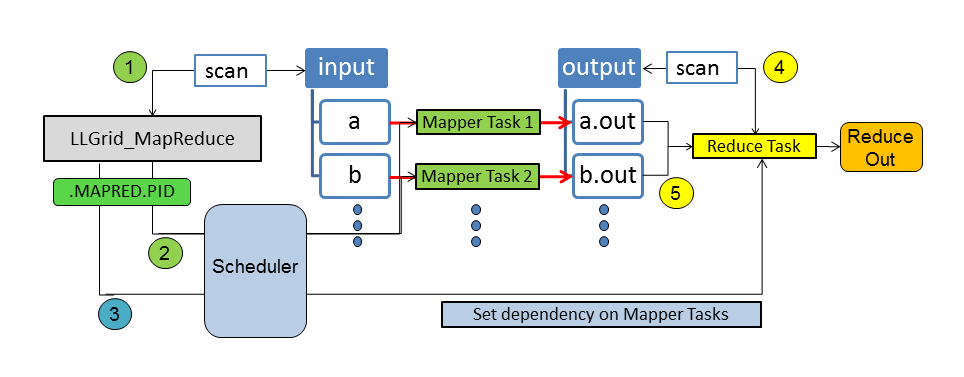 1
scan
input
output
scan
4
LLGrid_MapReduce
a
Mapper Task 1
a.out
Reduce Task
Reduce
Out
b
Mapper Task 2
b.out
.MAPRED.PID
5
2
Scheduler
3
Set dependency on Mapper Tasks